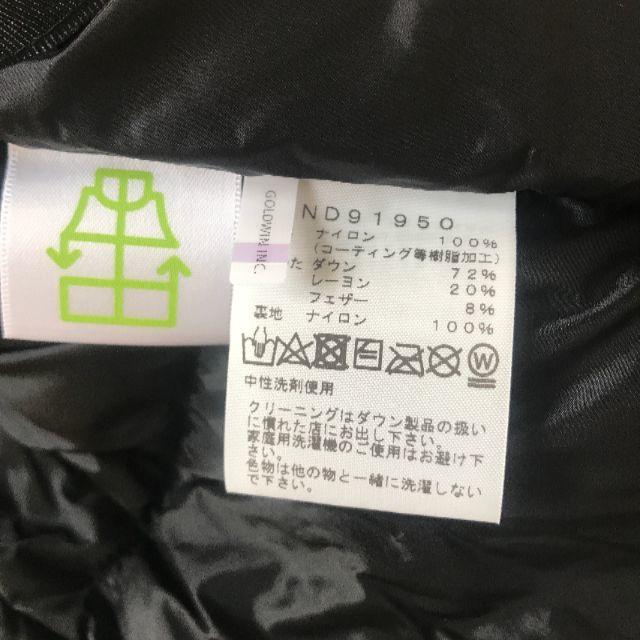 GOLDWIN INC.
ND91950
ナイロン 100%
(コーティング等樹脂加工)
た ダウン 72%
レーヨン 20%
フェザー 8%
裏地 ナイロン 100%
W
中性洗剤使用
クリーニングはダウン製品の扱い
に慣れた店にお出し下さい。
家庭用洗濯機のご使用はお避け下
さい。
色物は他の物と一緒に洗濯しない
で下さい。